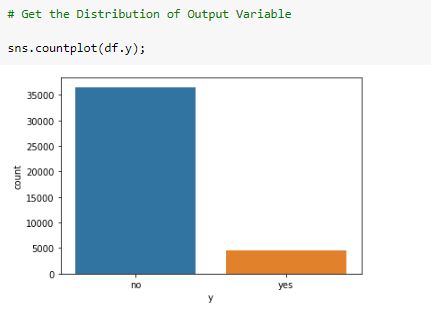 # Get the Distribution of Output Variable
sns.countplot(df.y);
35000
30000
25000
20000
15000
10000
5000
0
count
no yes
y